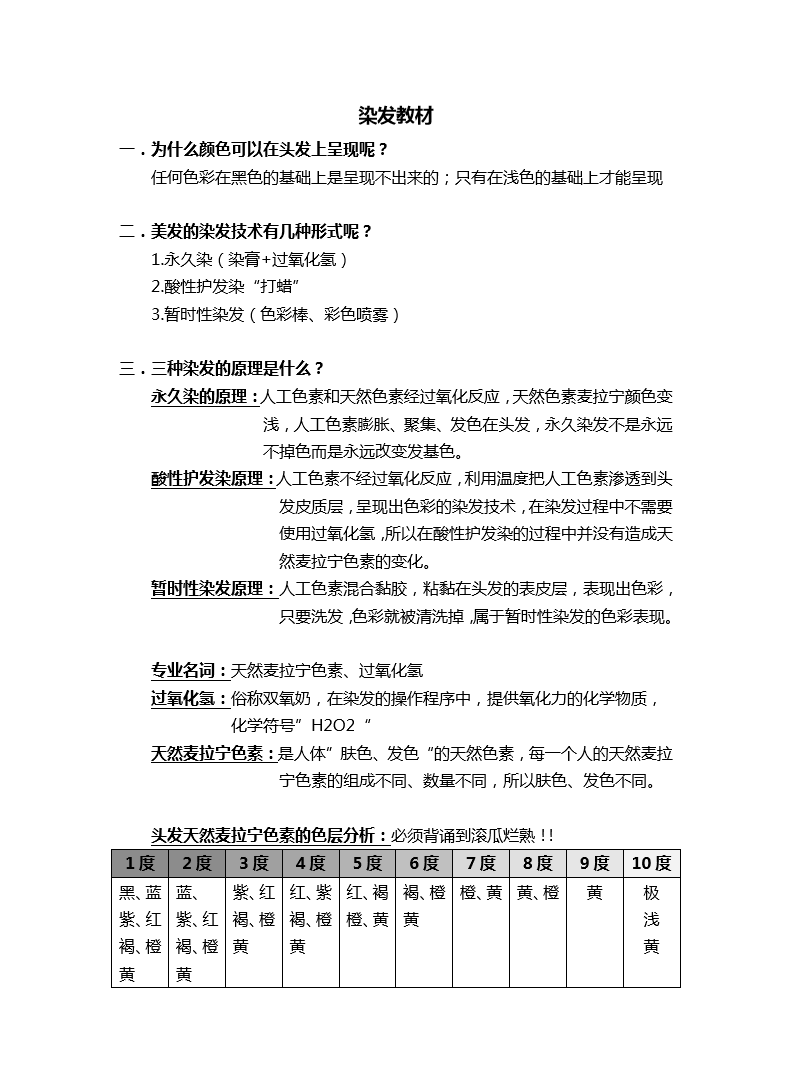 染发教材
一．为什么颜色可以在头发上呈现呢？
任何色彩在黑色的基础上是呈现不出来的；只有在浅色的基础上才能呈现
二．美发的染发技术有几种形式呢？
1.永久染（染膏+过氧化氢）
2.酸性护发染“打蜡”
3.暂时性染发（色彩棒、彩色喷雾）
三．三种染发的原理是什么？
永久染的原理：人工色素和天然色素经过氧化反应，天然色素麦拉宁颜色变
浅，人工色素膨胀、聚集、发色在头发，永久染发不是永远
不掉色而是永远改变发基色。
酸性护发染原理：人工色素不经过氧化反应，利用温度把人工色素渗透到头
发皮质层，呈现出色彩的染发技术，在染发过程中不需要
使用过氧化氢，所以在酸性护发染的过程中并没有造成天
然麦拉宁色素的变化。
暂时性染发原理：人工色素混合黏胶，粘黏在头发的表皮层，表现出色彩，
只要洗发，色彩就被清洗掉，属于暂时性染发的色彩表现。
专业名词：天然麦拉宁色素、过氧化氢
过氧化氢：俗称双氧奶，在染发的操作程序中，提供氧化力的化学物质，
化学符号”H2O2“
天然麦拉宁色素：是人体”肤色、发色“的天然色素，每一个人的天然麦拉
宁色素的组成不同、数量不同，所以肤色、发色不同。
头发天然麦拉宁色素的色层分析：必须背诵到滚瓜烂熟！！
1度 2度 3度 4度 5度 6度 7度 8度 9度 10度
黑、蓝 蓝、 紫、红 红、紫 红、褐 褐、橙 橙、黄 黄、橙 黄 极
紫、红 紫、红 褐、橙 褐、橙 橙、黄 黄 浅
褐、橙 褐、橙 黄 黄 黄
黄 黄